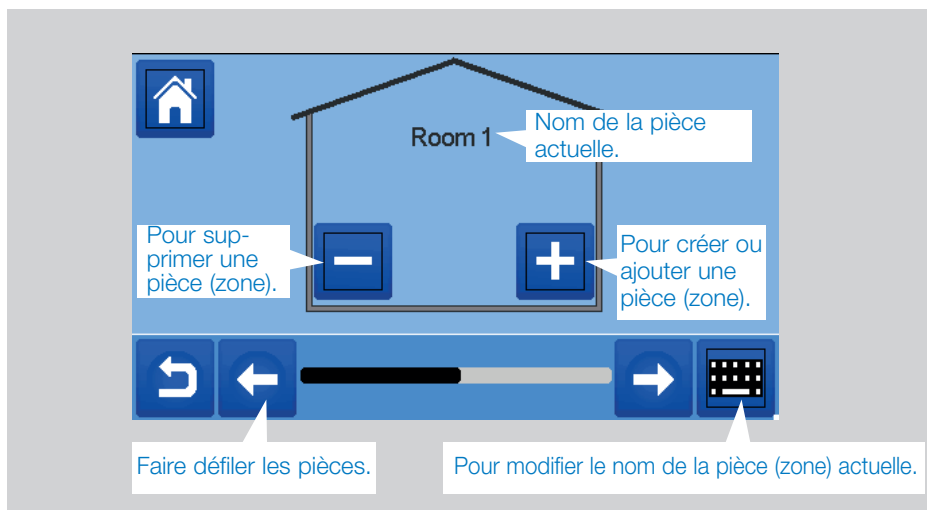 Room 1
Nom de la pièce
actuelle.
Pour sup-
primer une
pièce (zone).
Pour créer ou
ajouter une
pièce (zone).
Faire défiler les pièces.
Pour modifier le nom de la pièce (zone) actuelle.